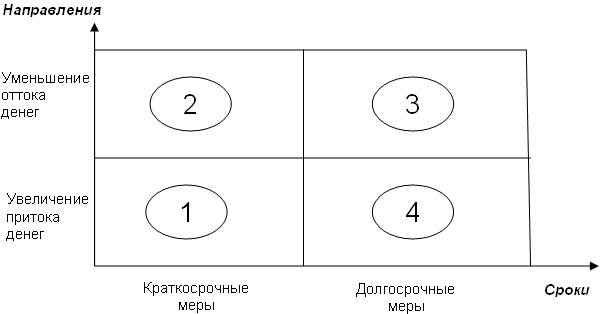 Направления
Уменьшение
оттока
денег
2
3
Увеличение
притока
денег
1
4
Краткосрочные
меры
Долгосрочные
меры
Сроки